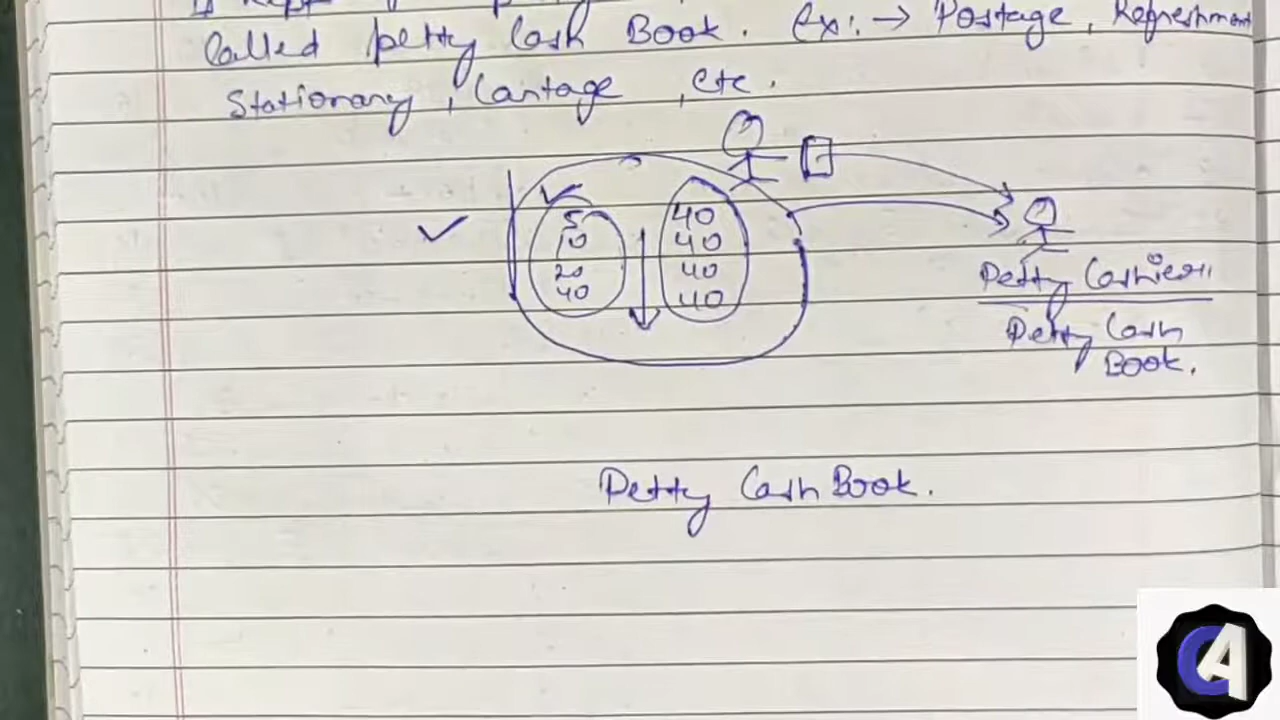 called petty Cash Book. Ex:→ Postage, Refreshment
Stationary, Cartage, etc.
5 40
10 40
20 40
40 40
Petty Cashier
Petty Cash
Book.
Petty Cash Book.
CA